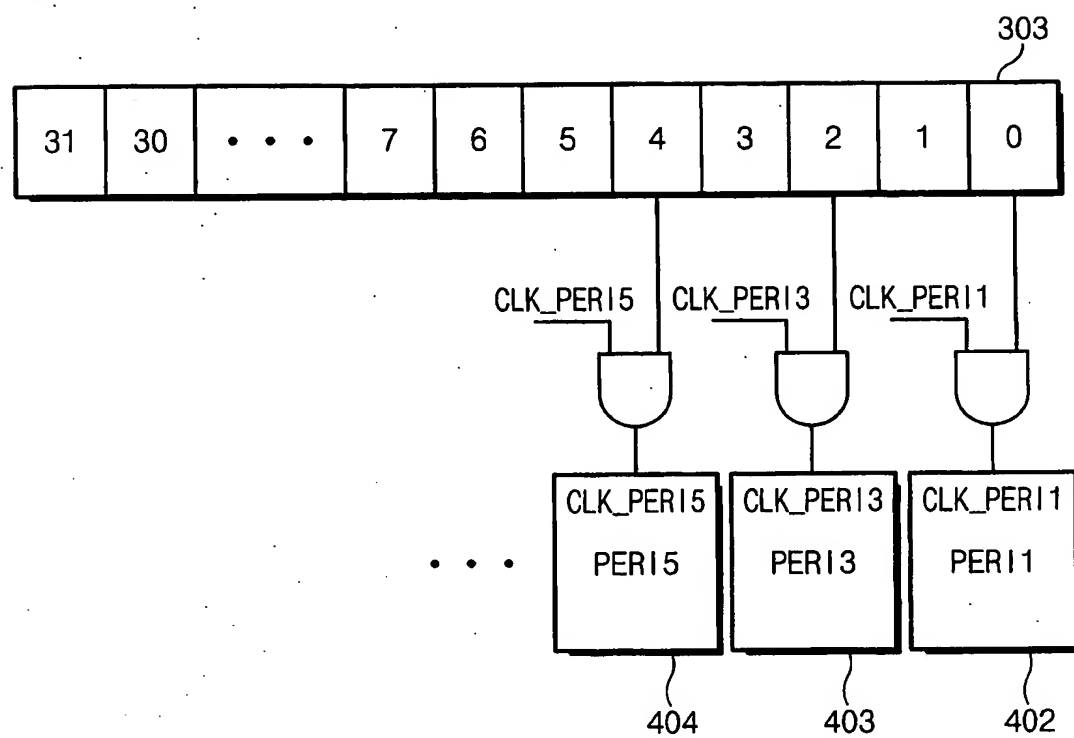 303
31 30 • • • 7 6 5 4 3 2 1 0
CLK_PERI5 CLK_PERI3 CLK_PERI1
CLK_PERI5 CLK_PERI3 CLK_PERI1
• • • PERI5 PERI3 PERI1
404 403 402